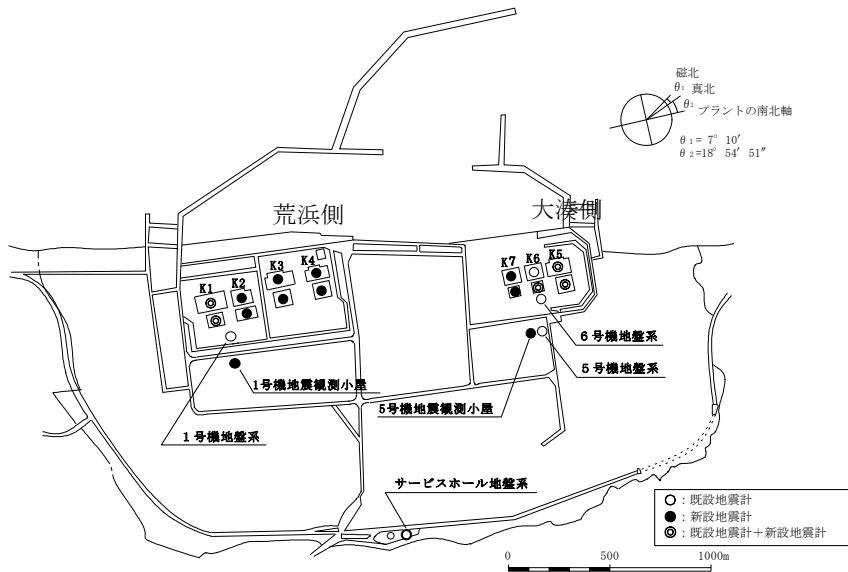 磁北
θ₁ 真北
θ₂ プラントの南北軸
θ₁= 7° 10′
θ₂=18° 54′ 51″
荒浜側
大湊側
K1
K2
K3
K4
K7
K6
K5
6号機地盤系
5号機地盤系
1号機地震観測小屋
5号機地震観測小屋
1号機地盤系
サービスホール地盤系
○ : 既設地震計
● : 新設地震計
◎ : 既設地震計+新設地震計
0 500 1000m